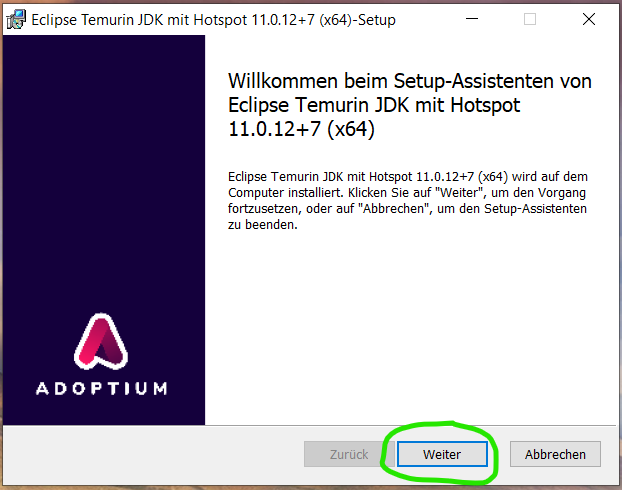 Eclipse Temurin JDK mit Hotspot 11.0.12+7 (x64)-Setup
Willkommen beim Setup-Assistenten von
Eclipse Temurin JDK mit Hotspot
11.0.12+7 (x64)
Eclipse Temurin JDK mit Hotspot 11.0.12+7 (x64) wird auf dem
Computer installiert. Klicken Sie auf "Weiter", um den Vorgang
fortzusetzen, oder auf "Abbrechen", um den Setup-Assistenten
zu beenden.
ADOPTIUM
Zurück Weiter Abbrechen